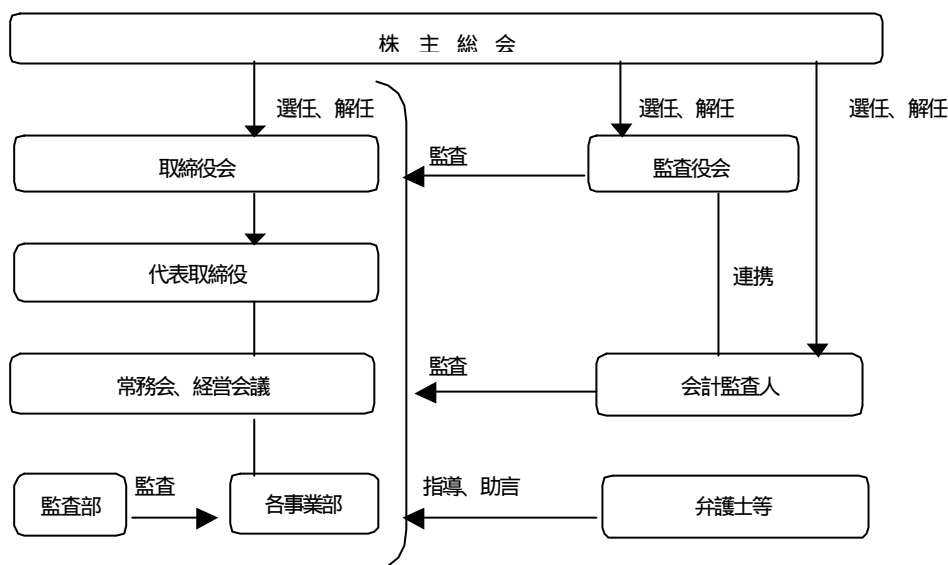 株 主 総 会
選任、解任
選任、解任
選任、解任
取締役会
監査
監査役会
代表取締役
連携
常務会、経営会議
監査
会計監査人
監査部
監査
各事業部
指導、助言
弁護士等